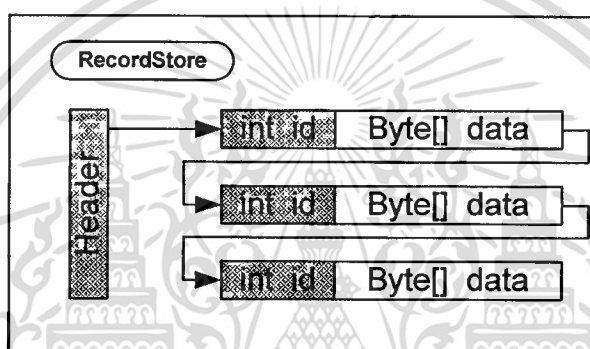 RecordStore
Header
int id Byte[] data
int id Byte[] data
int id Byte[] data